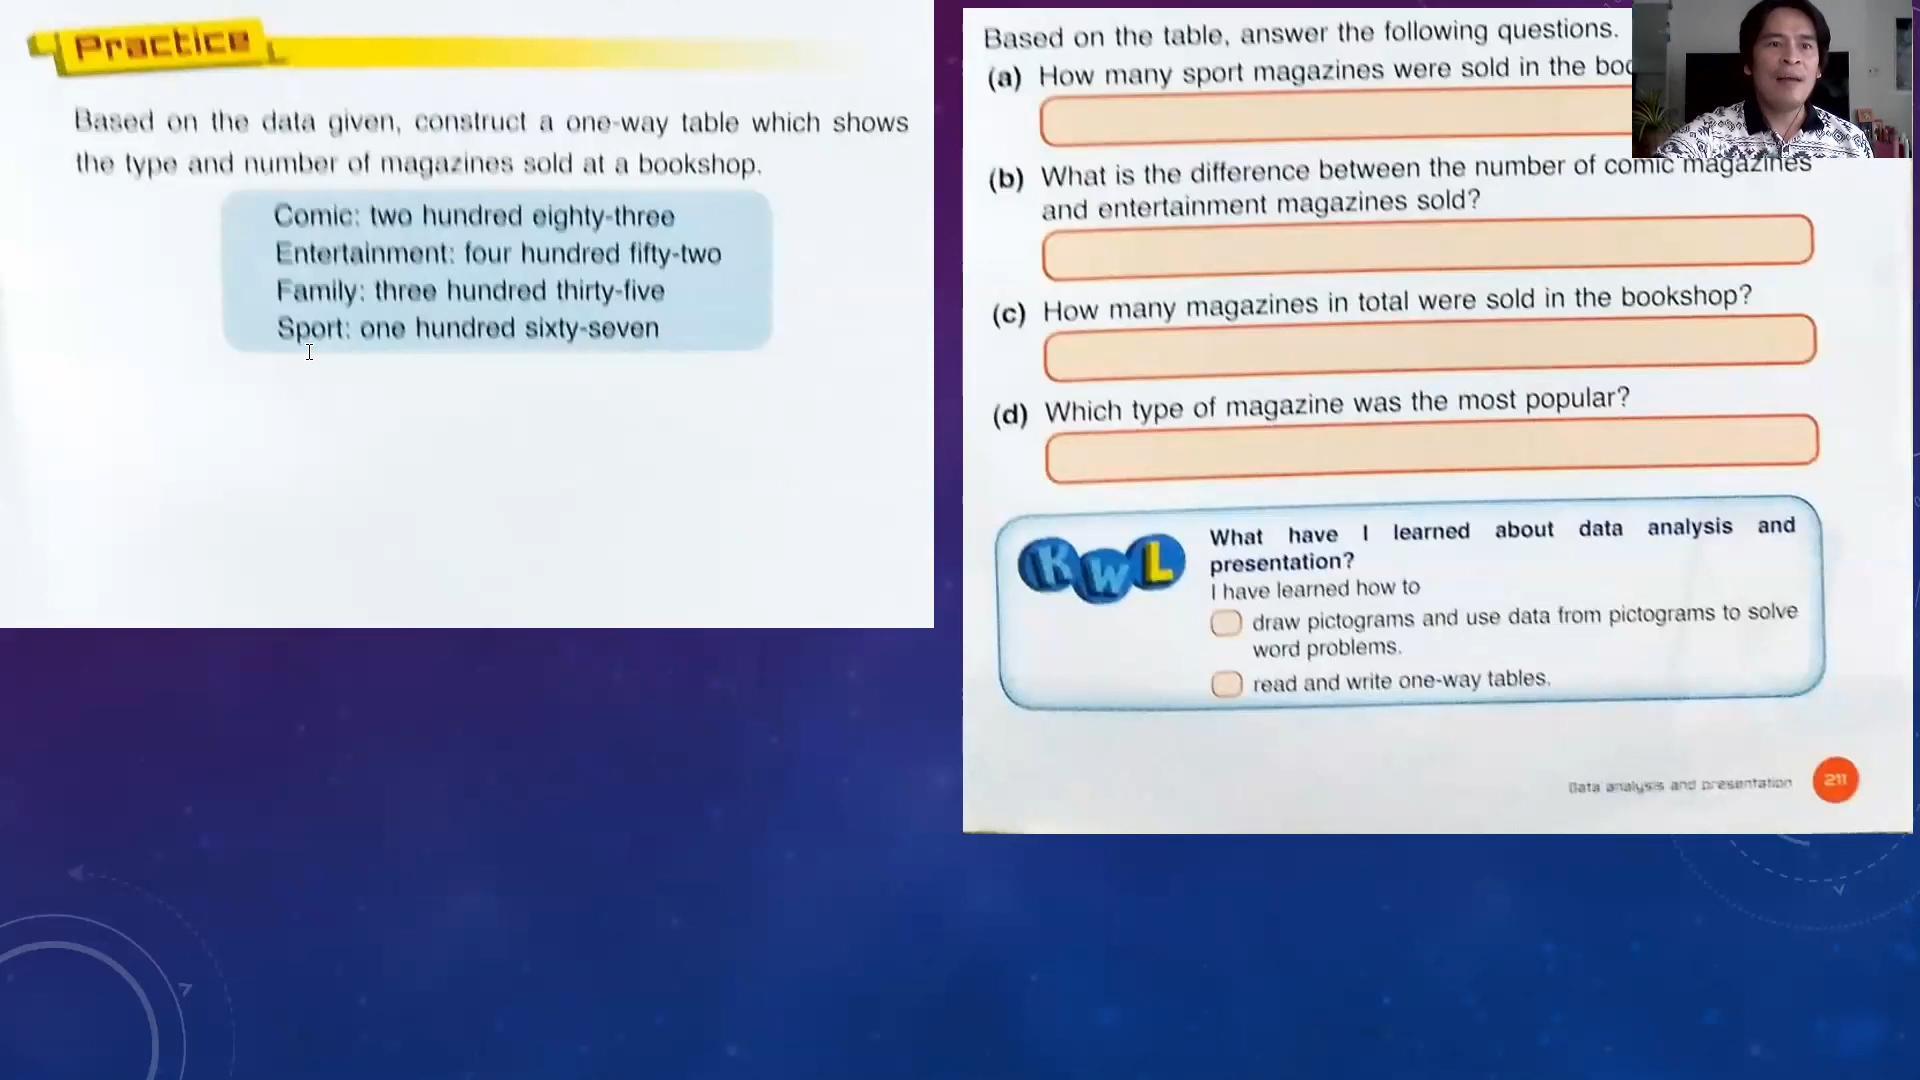 Practice
Based on the data given, construct a one-way table which shows
the type and number of magazines sold at a bookshop.
Comic: two hundred eighty-three
Entertainment: four hundred fifty-two
Family: three hundred thirty-five
Sport: one hundred sixty-seven
Based on the table, answer the following questions.
(a) How many sport magazines were sold in the
(b) What is the difference between the number of comic magazines
and entertainment magazines sold?
(c) How many magazines in total were sold in the bookshop?
(d) Which type of magazine was the most popular?
KWL
What have I learned about data analysis and
presentation?
I have learned how to
draw pictograms and use data from pictograms to solve
word problems.
read and write one-way tables.
Data analysis and presentation 211